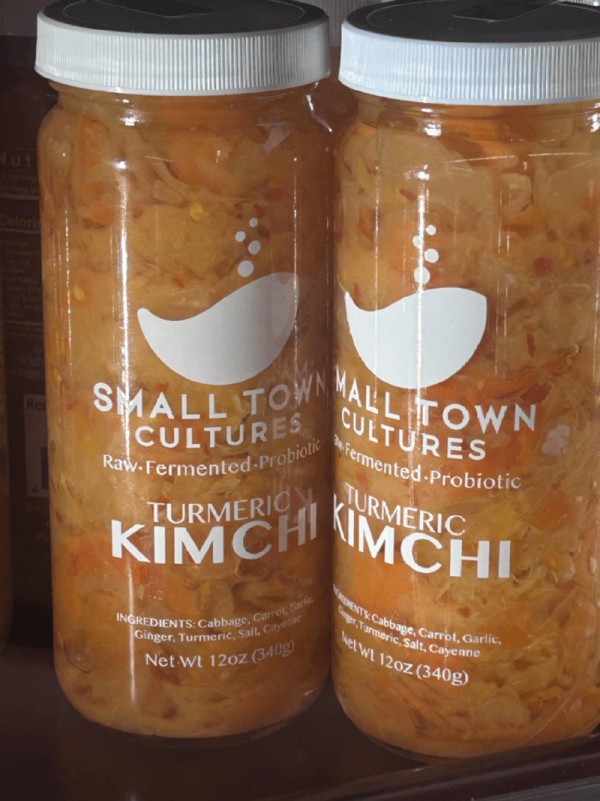 SMALL TOWN
CULTURES
Raw·Fermented·Probiotic
TURMERIC
KIMCHI
INGREDIENTS: Cabbage, Carrot, Garlic,
Ginger, Turmeric, Salt, Cayenne
Net Wt 12oz (340g)
MALL TOWN
CULTURES
Fermented·Probiotic
TURMERIC
KIMCHI
Cabbage, Carrot, Garlic,
Ginger, Turmeric, Salt, Cayenne
Net Wt 12oz (340g)